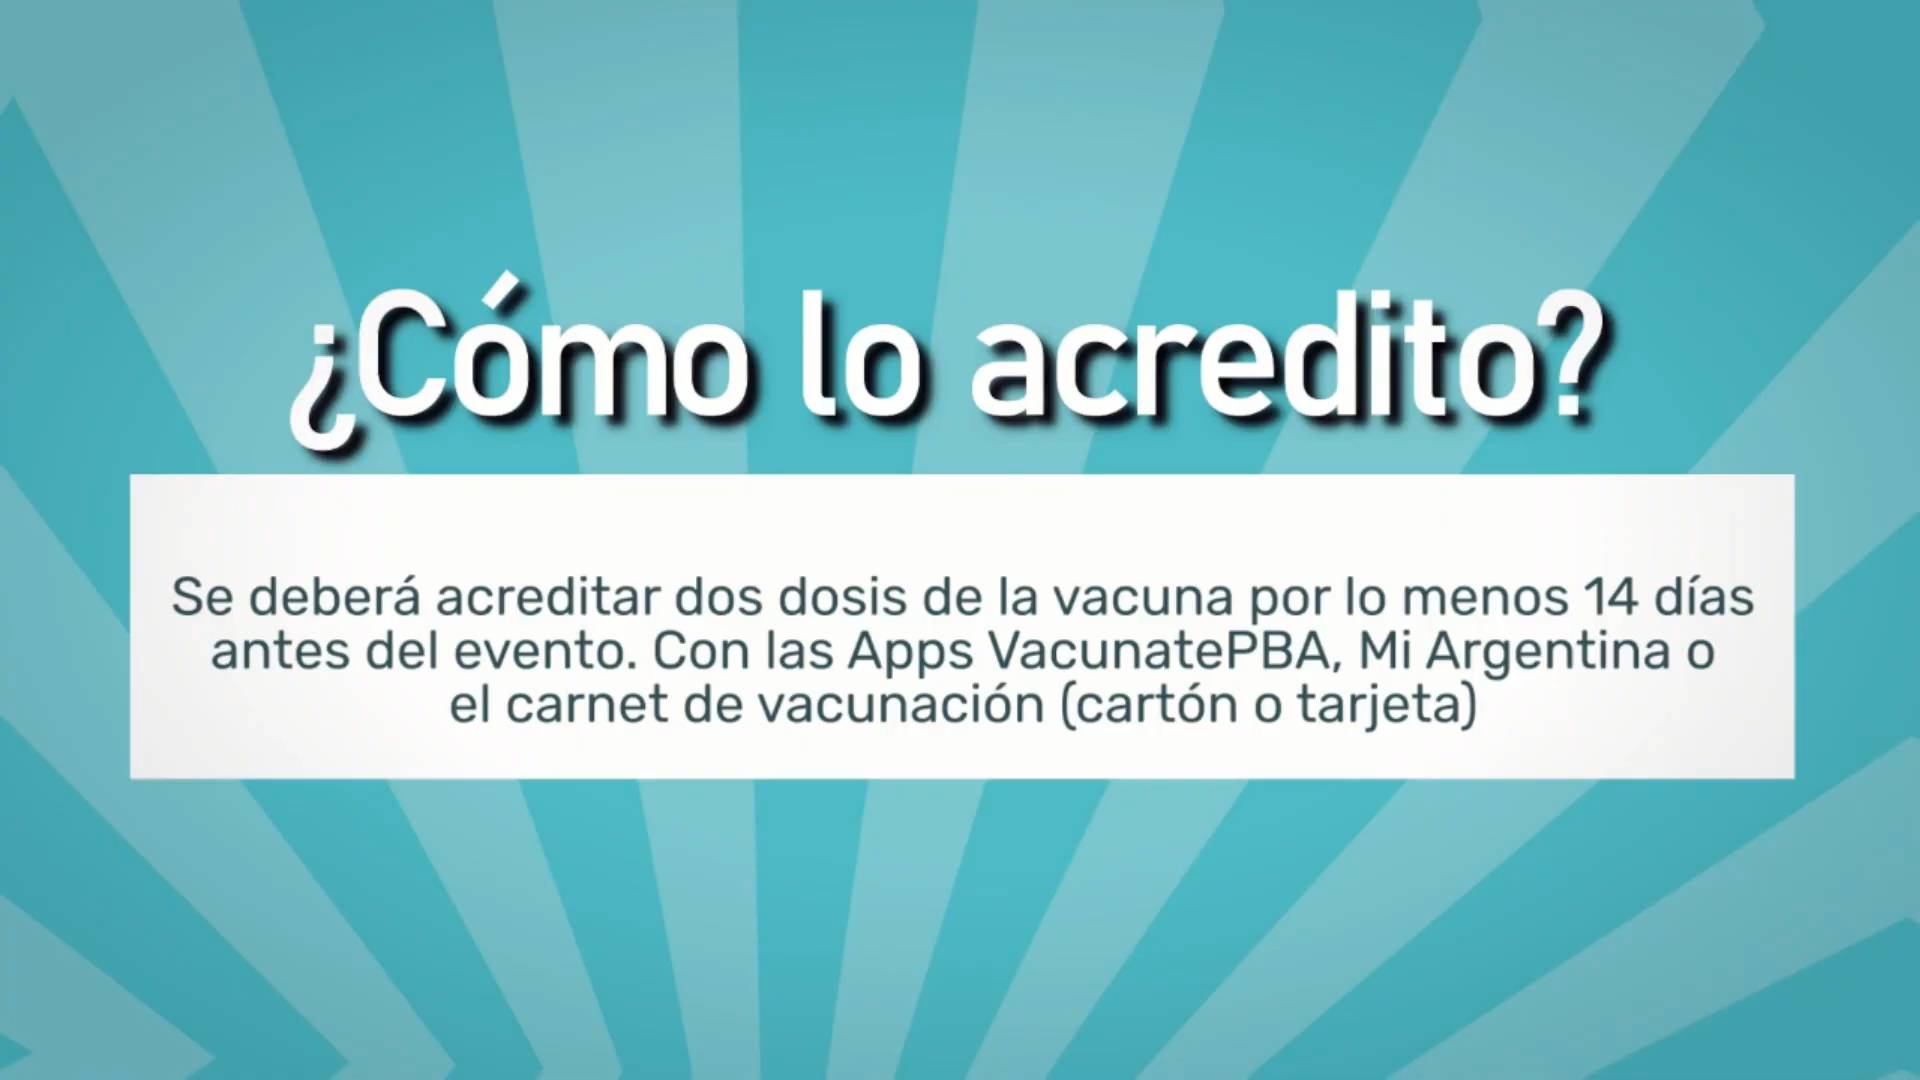 ¿Cómo lo acredito?
Se deberá acreditar dos dosis de la vacuna por lo menos 14 días
antes del evento. Con las Apps VacunatePBA, Mi Argentina o
el carnet de vacunación (cartón o tarjeta)